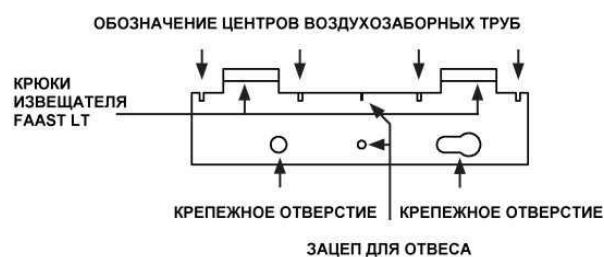 ОБОЗНАЧЕНИЕ ЦЕНТРОВ ВОЗДУХОЗАБОРНЫХ ТРУБ
КРЮКИ
ИЗВЕЩАТЕЛЯ
FAAST LT
КРЕПЕЖНОЕ ОТВЕРСТИЕ
КРЕПЕЖНОЕ ОТВЕРСТИЕ
ЗАЦЕП ДЛЯ ОТВЕСА